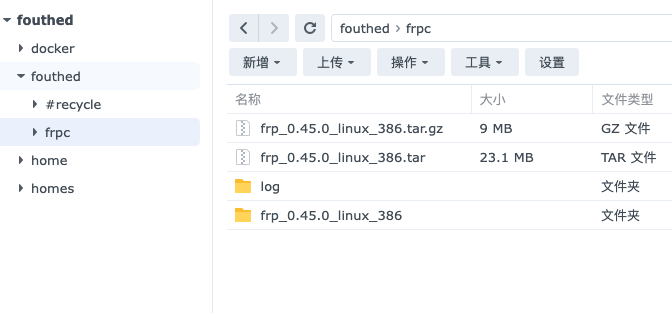 fouthed
docker
fouthed
#recycle
frpc
home
homes
fouthed › frpc
新增 上传 操作 工具 设置
名称 大小 文件类型
frp_0.45.0_linux_386.tar.gz 9 MB GZ 文件
frp_0.45.0_linux_386.tar 23.1 MB TAR 文件
log 文件夹
frp_0.45.0_linux_386 文件夹